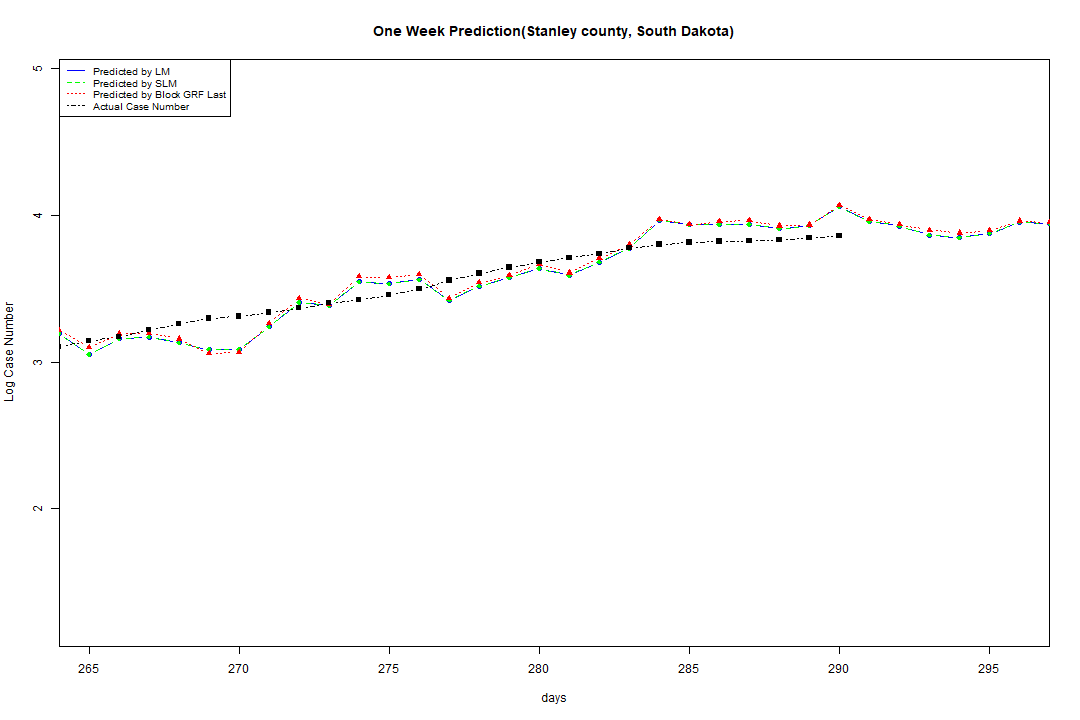 One Week Prediction(Stanley county, South Dakota)
Predicted by LM
Predicted by SLM
Predicted by Block GRF Last
Actual Case Number
5
4
3
2
Log Case Number
265 270 275 280 285 290 295
days